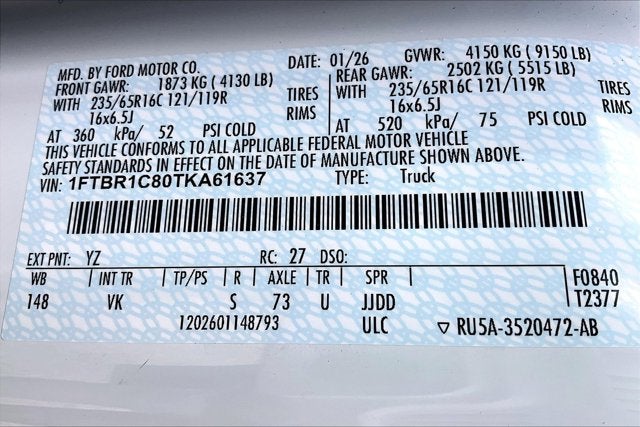 MFD. BY FORD MOTOR CO. DATE: 01/26 GVWR: 4150 KG ( 9150 LB)
FRONT GAWR: 1873 KG ( 4130 LB) REAR GAWR: 2502 KG ( 5515 LB)
WITH 235/65R16C 121/119R TIRES WITH 235/65R16C 121/119R TIRES
16x6.5J RIMS 16x6.5J RIMS
AT 360 kPa/ 52 PSI COLD AT 520 kPa/ 75 PSI COLD
THIS VEHICLE CONFORMS TO ALL APPLICABLE FEDERAL MOTOR VEHICLE
SAFETY STANDARDS IN EFFECT ON THE DATE OF MANUFACTURE SHOWN ABOVE.
VIN: 1FTBR1C80TKA61637 TYPE: Truck
EXT PNT: YZ RC: 27 DSO:
WB | INT TR | TP/PS | R | AXLE | TR | SPR | F0840
148 VK S 73 U JJDD T2377
1202601148793 ULC ▽ RU5A-3520472-AB